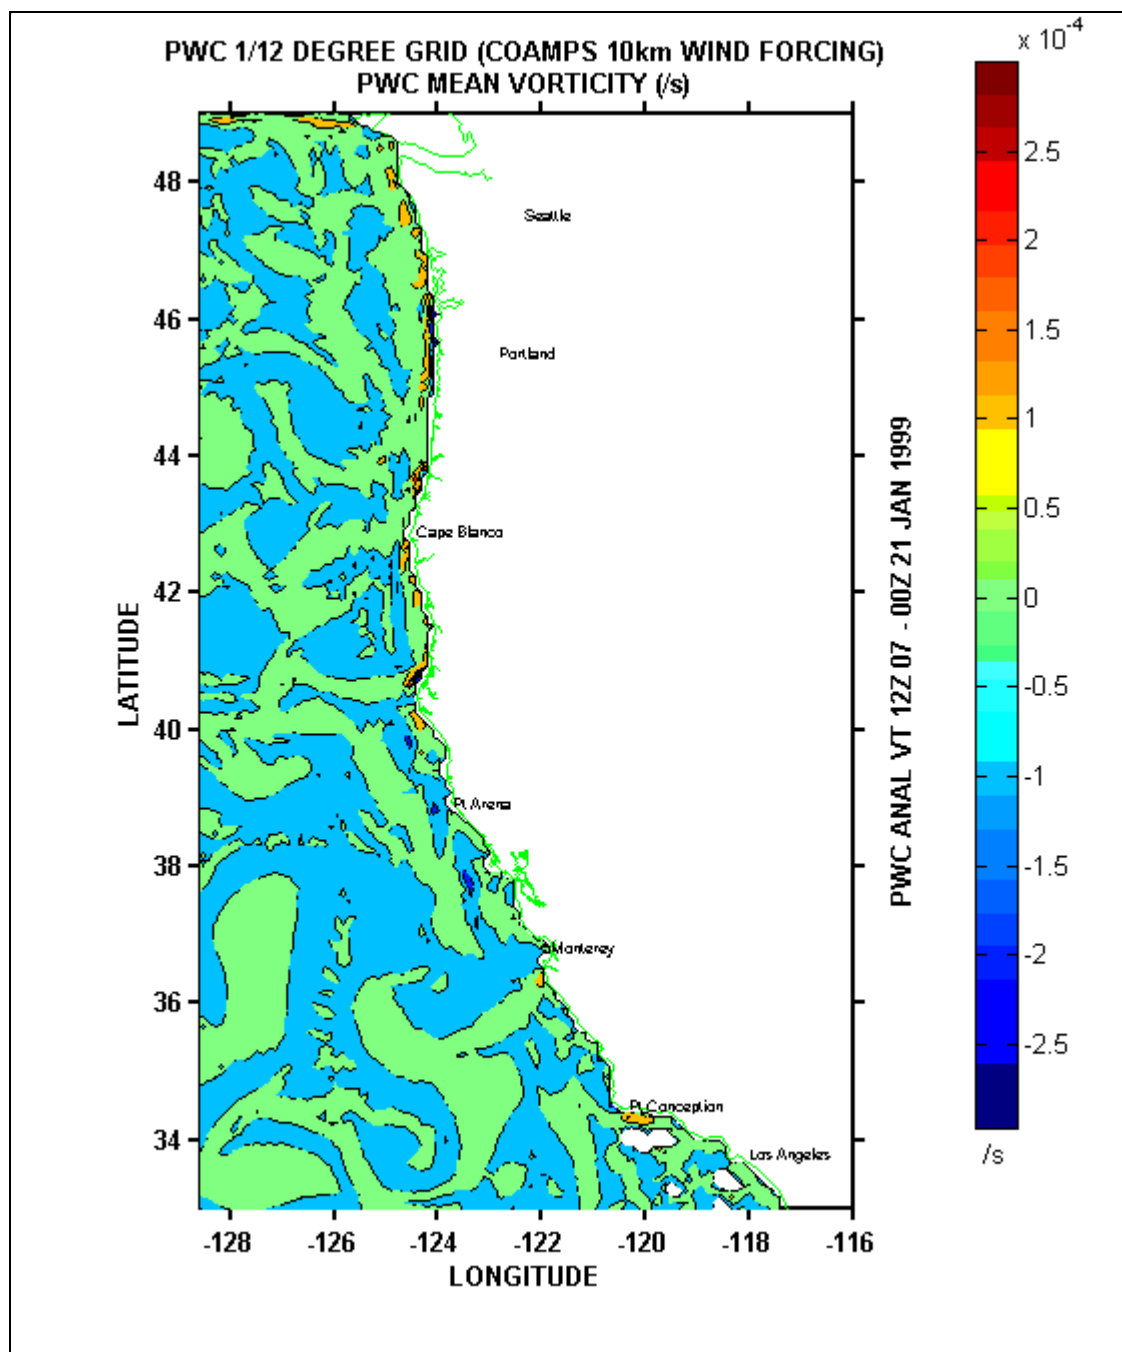 PWC 1/12 DEGREE GRID (COAMPS 10km WIND FORCING)
PWC MEAN VORTICITY (/s)
x 10^-4
48
46
44
42
40
38
36
34
LATITUDE
Seattle
Portland
Cape Blanco
Pt. Arena
Monterey
Pt.Conception
Los Angeles
-128
-126
-124
-122
-120
-118
-116
LONGITUDE
PWC ANAL VT 12Z 07 - 00Z 21 JAN 1999
2.5
2
1.5
1
0.5
0
-0.5
-1
-1.5
-2
-2.5
/s